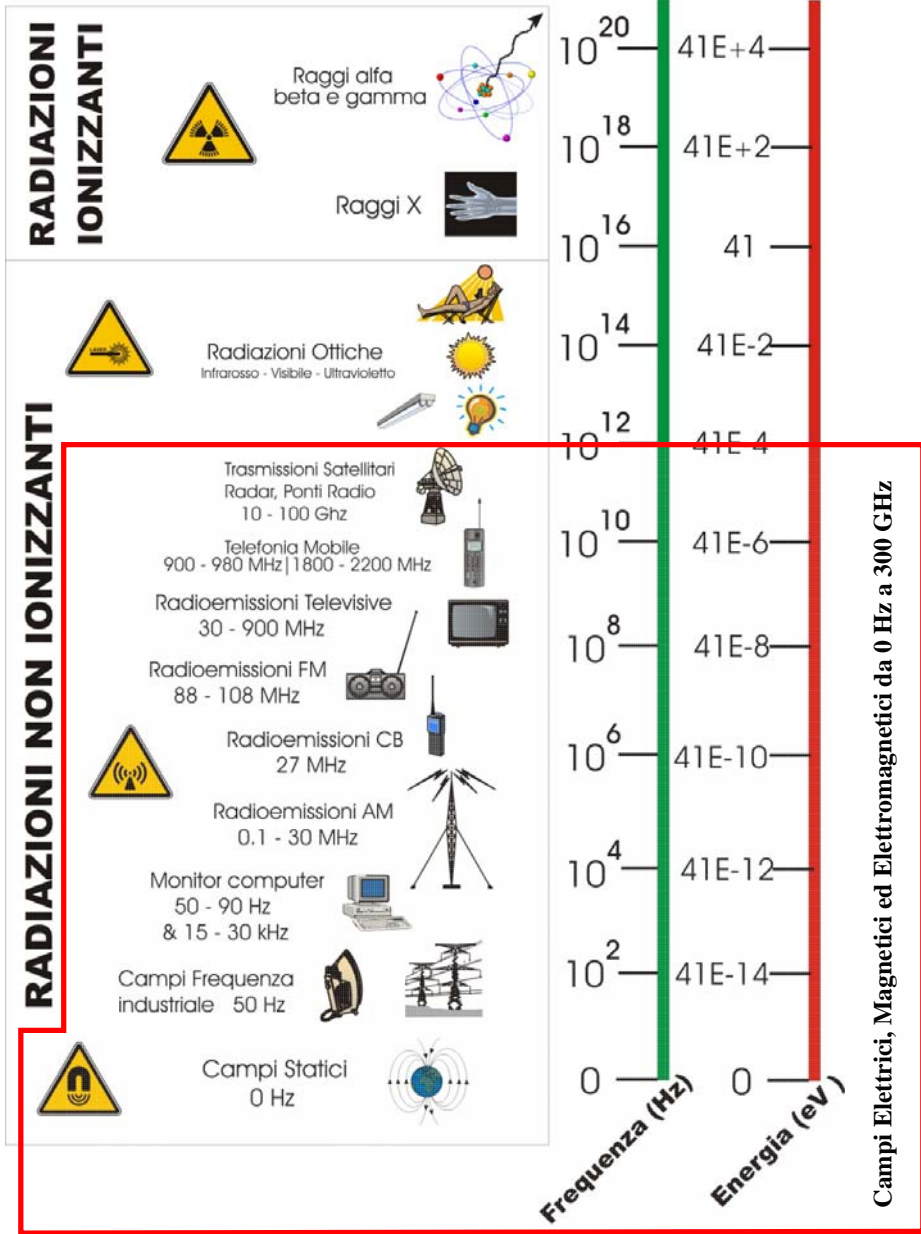 RADIAZIONI
IONIZZANTI
Raggi alfa
beta e gamma
Raggi X
RADIAZIONI NON IONIZZANTI
LASER
Radiazioni Ottiche
Infrarosso - Visibile - Ultravioletto
Trasmissioni Satellitari
Radar, Ponti Radio
10 - 100 Ghz
Telefonia Mobile
900 - 980 MHz|1800 - 2200 MHz
Radioemissioni Televisive
30 - 900 MHz
Radioemissioni FM
88 - 108 MHz
Radioemissioni CB
27 MHz
Radioemissioni AM
0.1 - 30 MHz
Monitor computer
50 - 90 Hz
& 15 - 30 kHz
Campi Frequenza
industriale 50 Hz
Campi Statici
0 Hz
10^20
10^18
10^16
10^14
10^12
10^10
10^8
10^6
10^4
10^2
0
Frequenza (Hz)
41E+4
41E+2
41
41E-2
41E-4
41E-6
41E-8
41E-10
41E-12
41E-14
0
Energia (eV)
Campi Elettrici, Magnetici ed Elettromagnetici da 0 Hz a 300 GHz